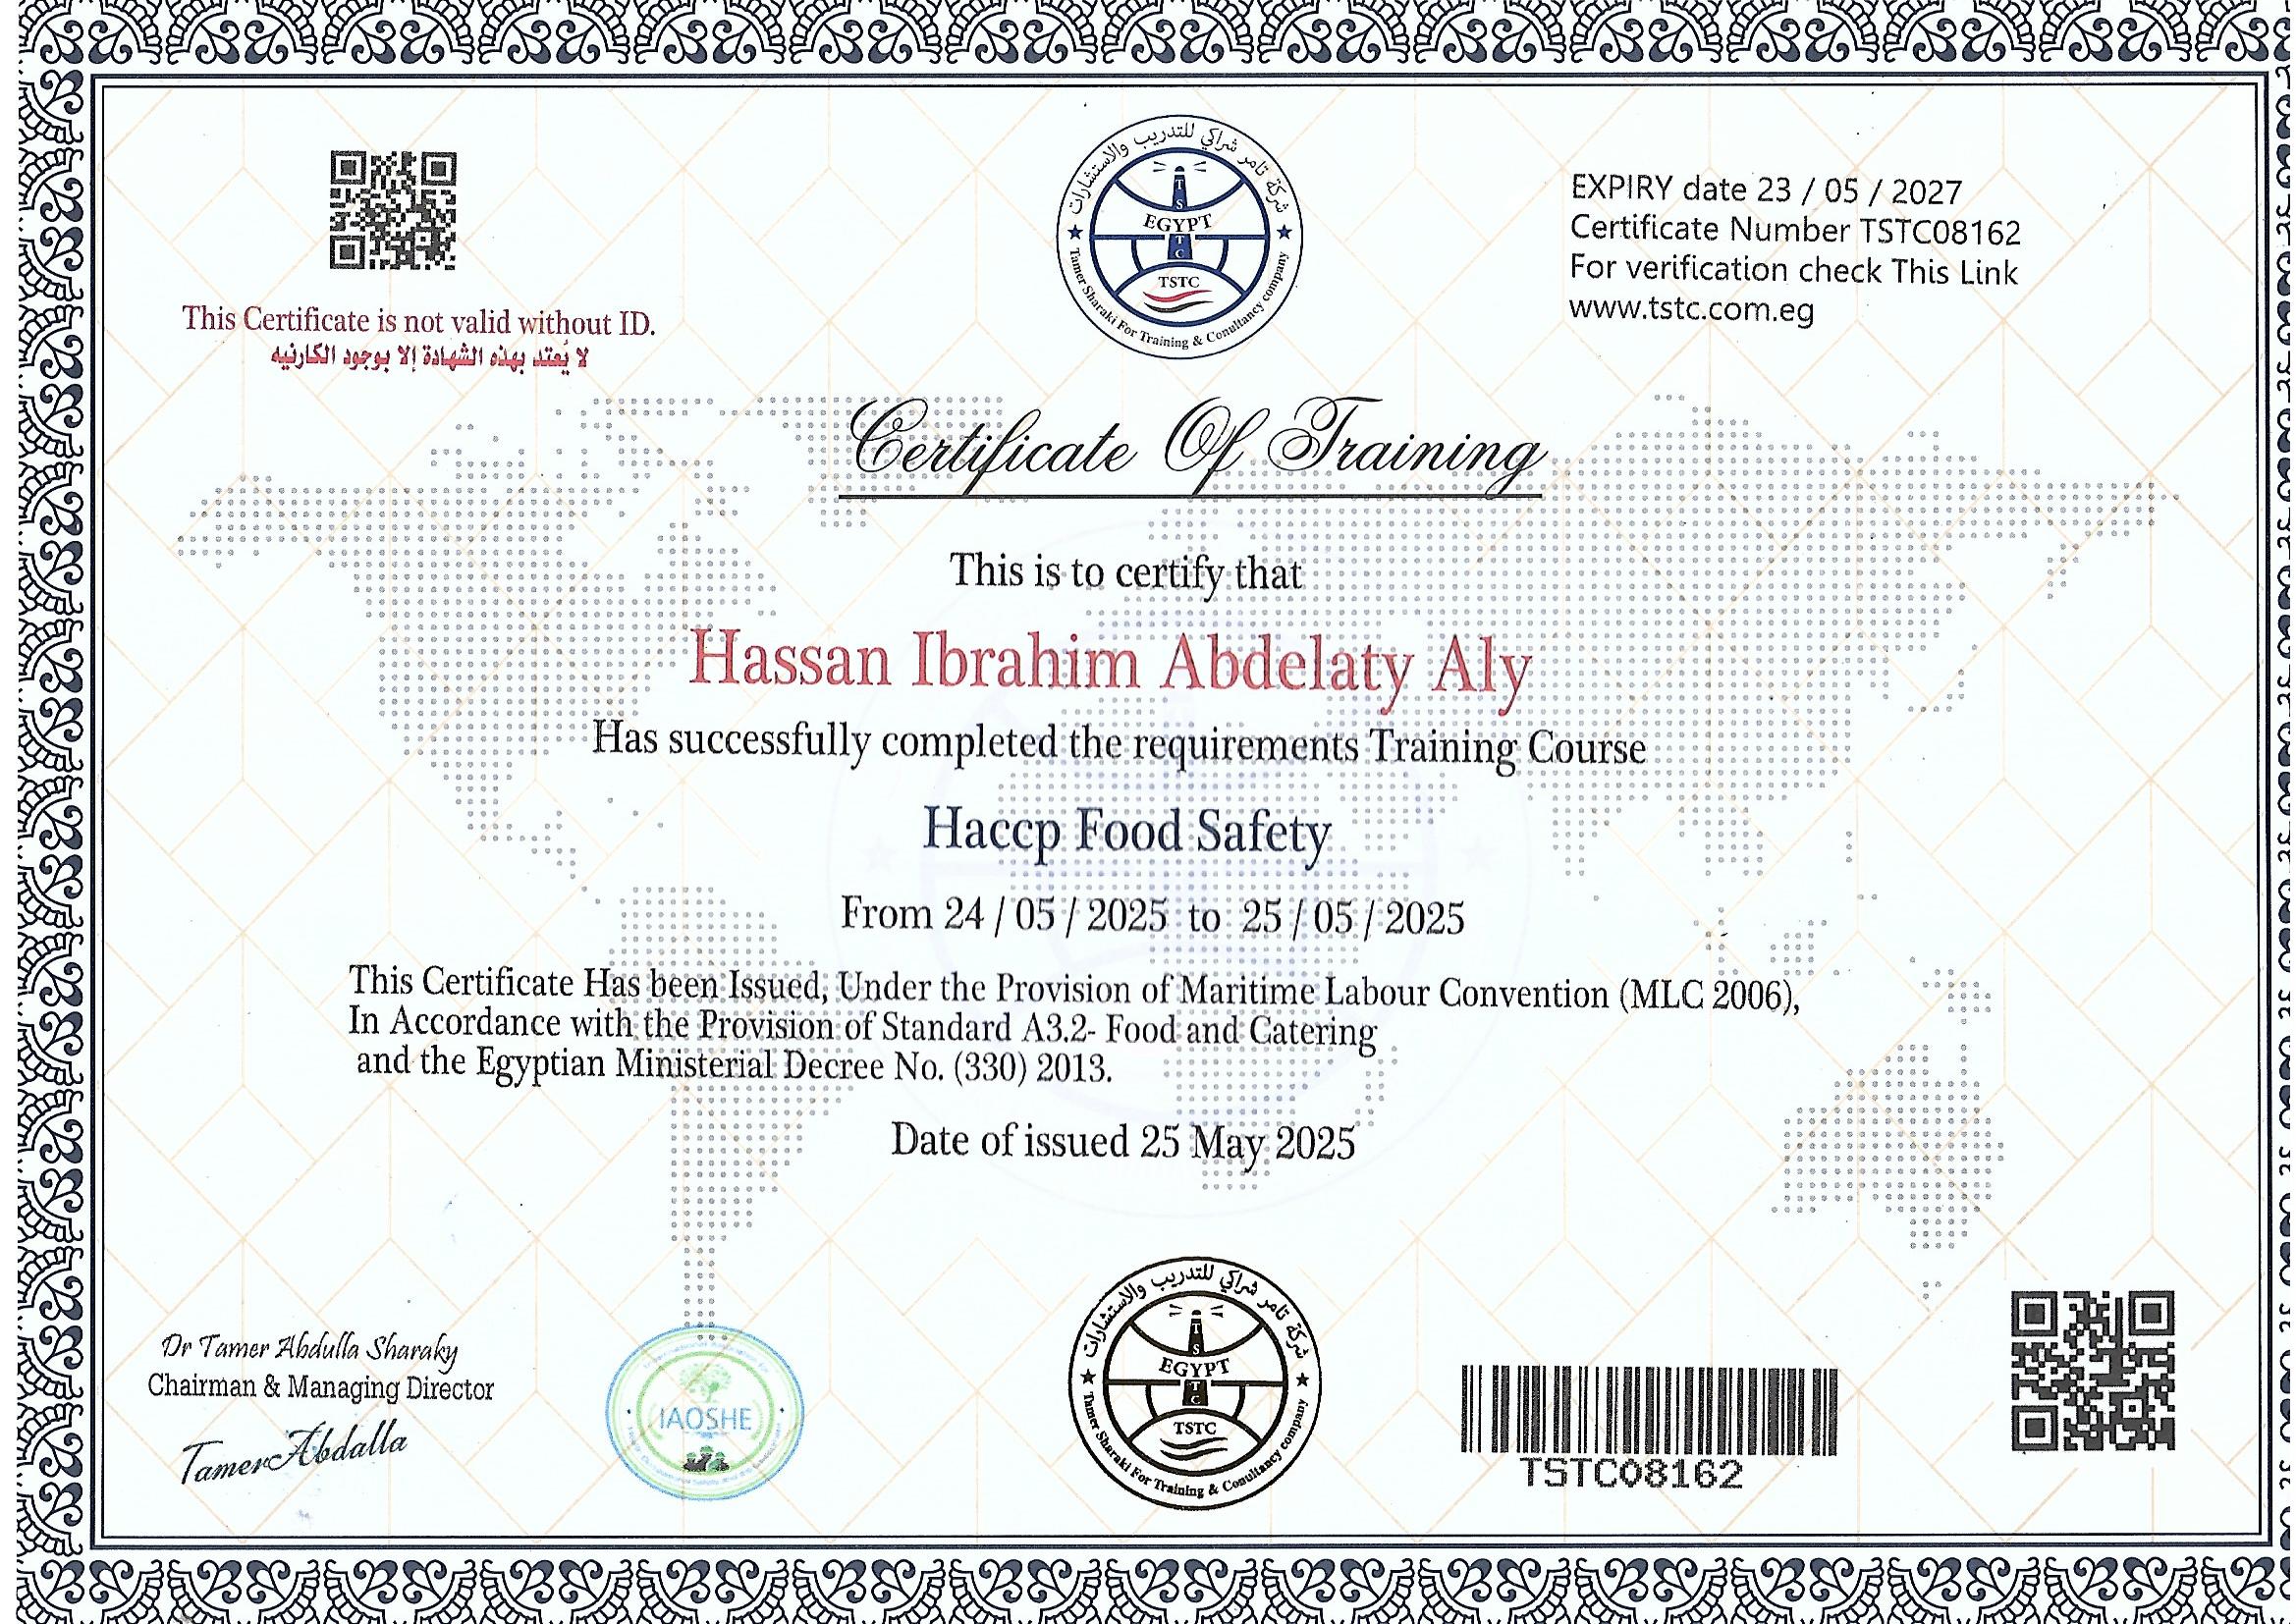 شركة تامر شراكي للتدريب والاستشارات
EGYPT
TSTC
Tamer Sharaki For Training & Conultancy company
EXPIRY date 23 / 05 / 2027
Certificate Number TSTC08162
For verification check This Link
www.tstc.com.eg
This Certificate is not valid without ID.
لا يُعتد بهذه الشهادة إلا بوجود الكارنيه
Certificate Of Training
This is to certify that
Hassan Ibrahim Abdelaty Aly
Has successfully completed the requirements Training Course
Haccp Food Safety
From 24 / 05 / 2025 to 25 / 05 / 2025
This Certificate Has been Issued, Under the Provision of Maritime Labour Convention (MLC 2006),
In Accordance with the Provision of Standard A3.2- Food and Catering
and the Egyptian Ministerial Decree No. (330) 2013.
Date of issued 25 May 2025
Dr Tamer Abdulla Sharaky
Chairman & Managing Director
Tamer Abdalla
IAOSHE
شركة تامر شراكي للتدريب والاستشارات
EGYPT
TSTC
Tamer Sharaki For Training & Conultancy company
TSTC08162